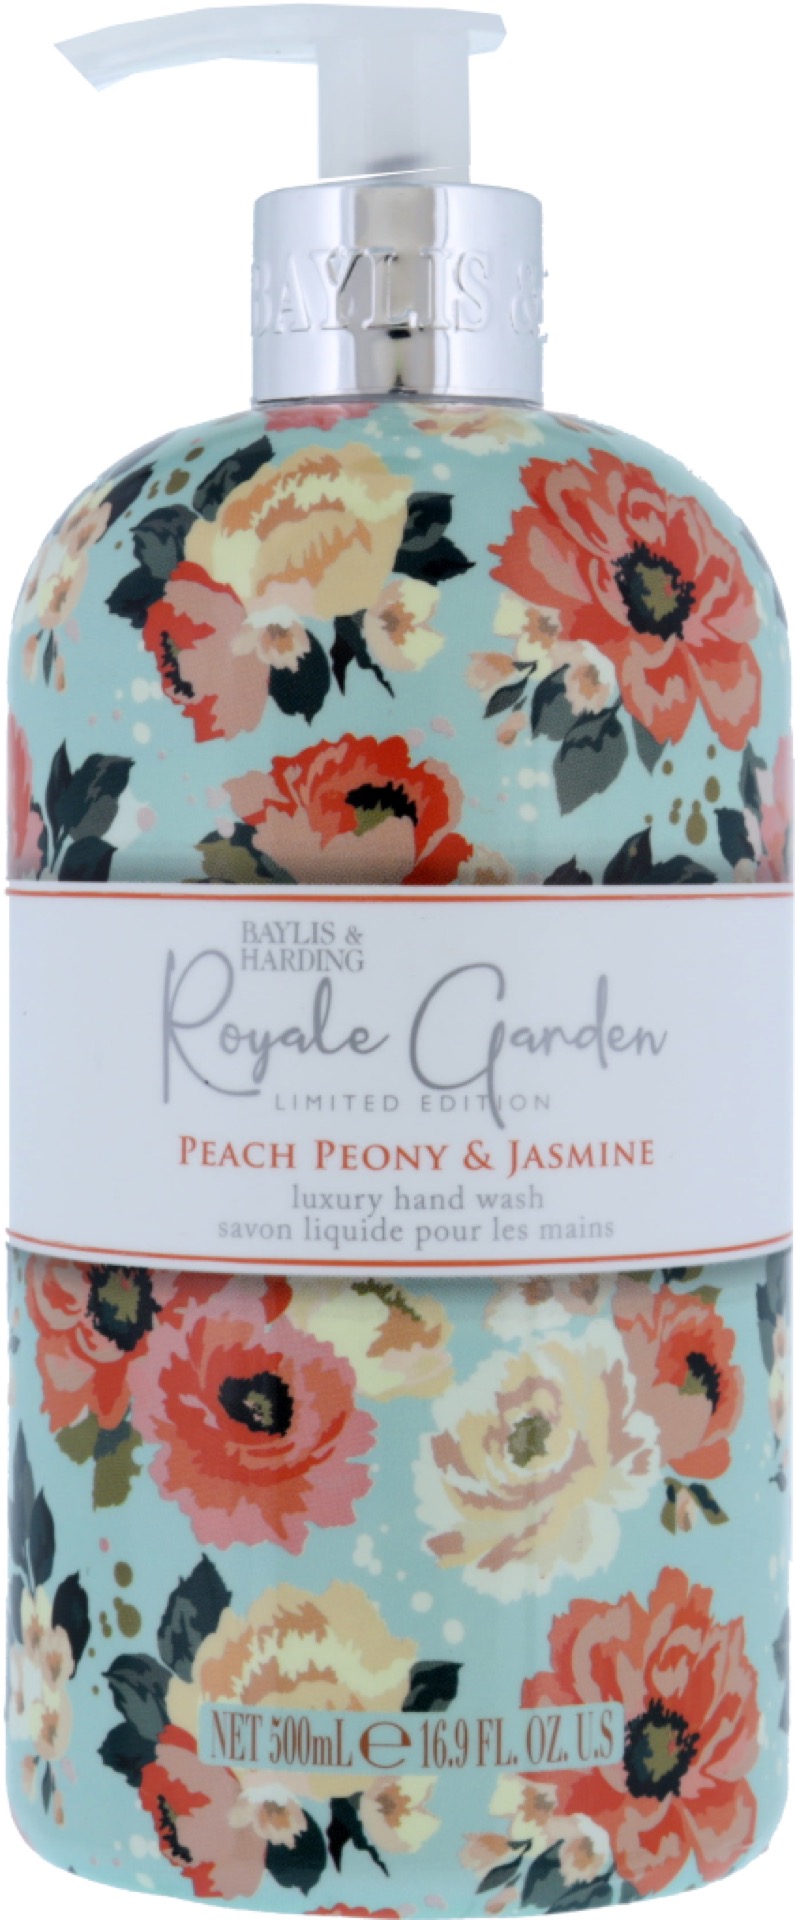 BAYLIS &
BAYLIS &
HARDING
Royale Garden
LIMITED EDITION
PEACH PEONY & JASMINE
luxury hand wash
savon liquide pour les mains
NET 500mL e 16.9 FL. OZ. U.S